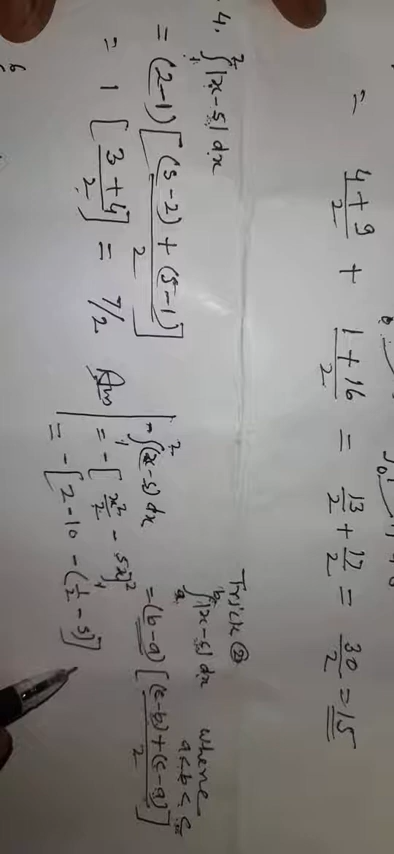 = 4+9/2 + 1+16/2 = 13/2 + 17/2 = 30/2 = 15
4. ∫₁² |x-5| dx
= (2-1) [(5-2) + (5-1)/2]
= 1 [3+4/2] = 7/2 Ans
-∫₁² (x-5) dx
= -[x²/2 - 5x]₁²
= -[2-10-(1/2-5)]
Trick ②
∫ₐᵇ |x-c| dx where a<b<c
= (b-a) [(c-b)+(c-a)/2]